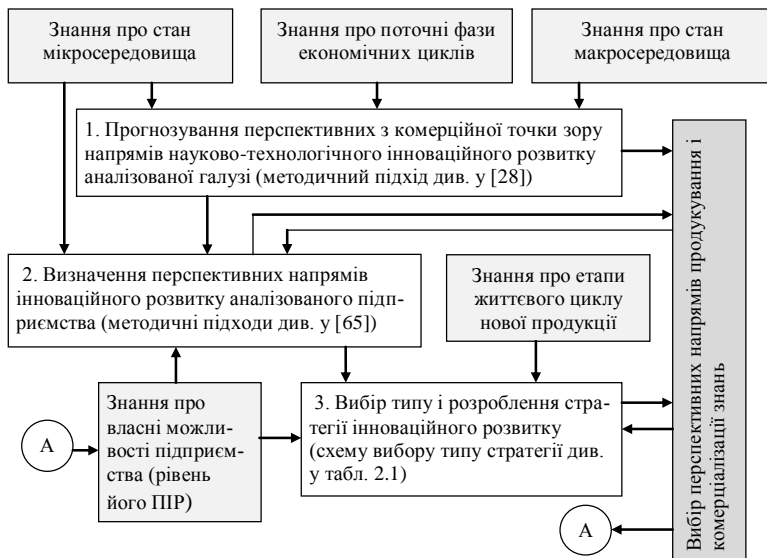 Знання про стан
мікросередовища
Знання про поточні фази
економічних циклів
Знання про стан
макросередовища
1. Прогнозування перспективних з комерційної точки зору
напрямів науково-технологічного інноваційного розвитку
аналізованої галузі (методичний підхід див. у [28])
2. Визначення перспективних напрямів
інноваційного розвитку аналізованого підп-
риємства (методичні підходи див. у [65])
Знання про етапи
життєвого циклу
нової продукції
А
Знання про
власні можли-
вості підприєм-
ства (рівень
його ПІР)
3. Вибір типу і розроблення стра-
тегії інноваційного розвитку
(схему вибору типу стратегії див.
у табл. 2.1)
А
Вибір перспективних напрямів продукування і
комерціалізації знань